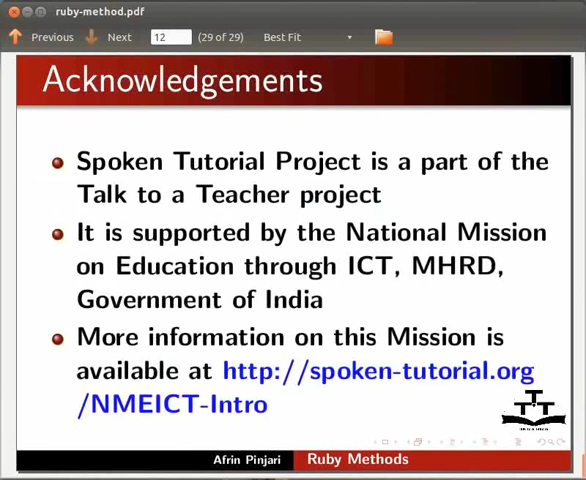 ruby-method.pdf
Previous Next 12 (29 of 29) Best Fit
Acknowledgements
Spoken Tutorial Project is a part of the
Talk to a Teacher project
It is supported by the National Mission
on Education through ICT, MHRD,
Government of India
More information on this Mission is
available at http://spoken-tutorial.org
/NMEICT-Intro
TTT
Afrin Pinjari Ruby Methods